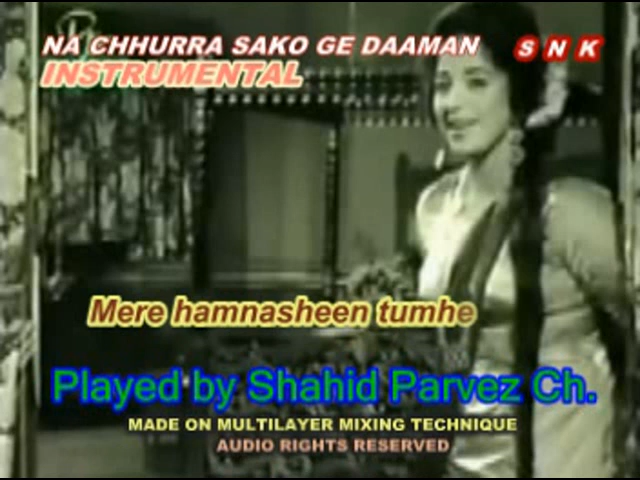 NA CHHURRA SAKO GE DAAMAN
S N K
INSTRUMENTAL
Mere hamnasheen tumhe
Played by Shahid Parvez Ch.
MADE ON MULTILAYER MIXING TECHNIQUE
AUDIO RIGHTS RESERVED